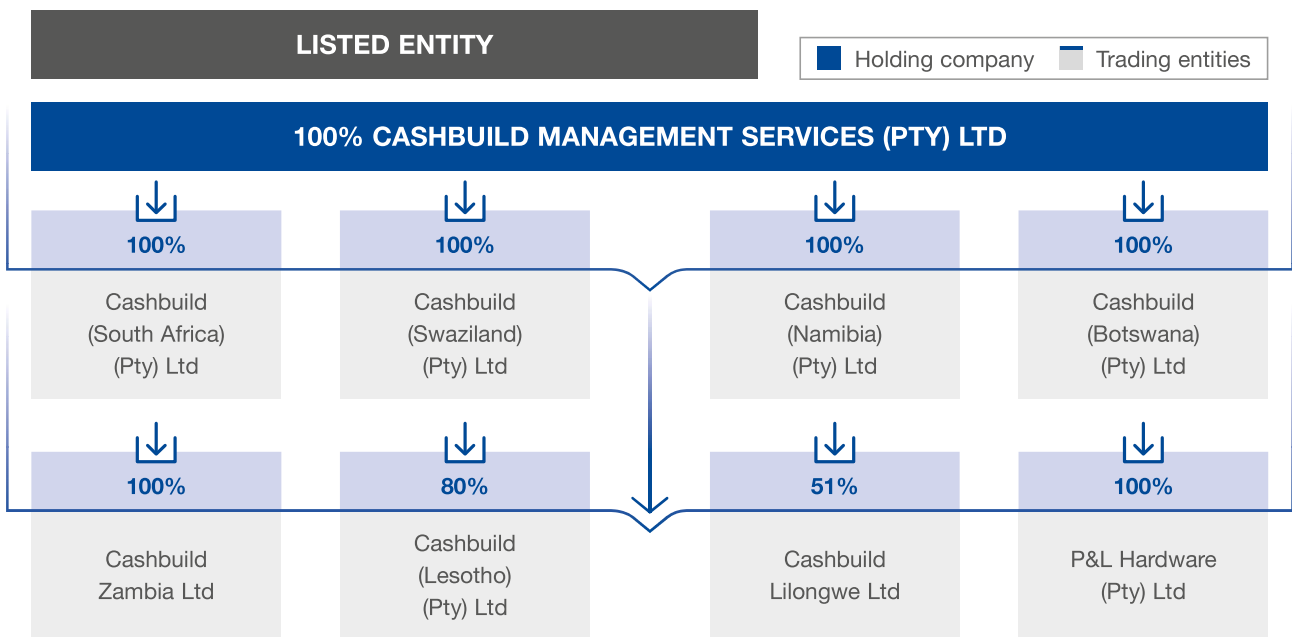 LISTED ENTITY
Holding company
Trading entities
100% CASHBUILD MANAGEMENT SERVICES (PTY) LTD
100%
100%
100%
100%
Cashbuild
(South Africa)
(Pty) Ltd
Cashbuild
(Swaziland)
(Pty) Ltd
Cashbuild
(Namibia)
(Pty) Ltd
Cashbuild
(Botswana)
(Pty) Ltd
100%
80%
51%
100%
Cashbuild
Zambia Ltd
Cashbuild
(Lesotho)
(Pty) Ltd
Cashbuild
Lilongwe Ltd
P&L Hardware
(Pty) Ltd